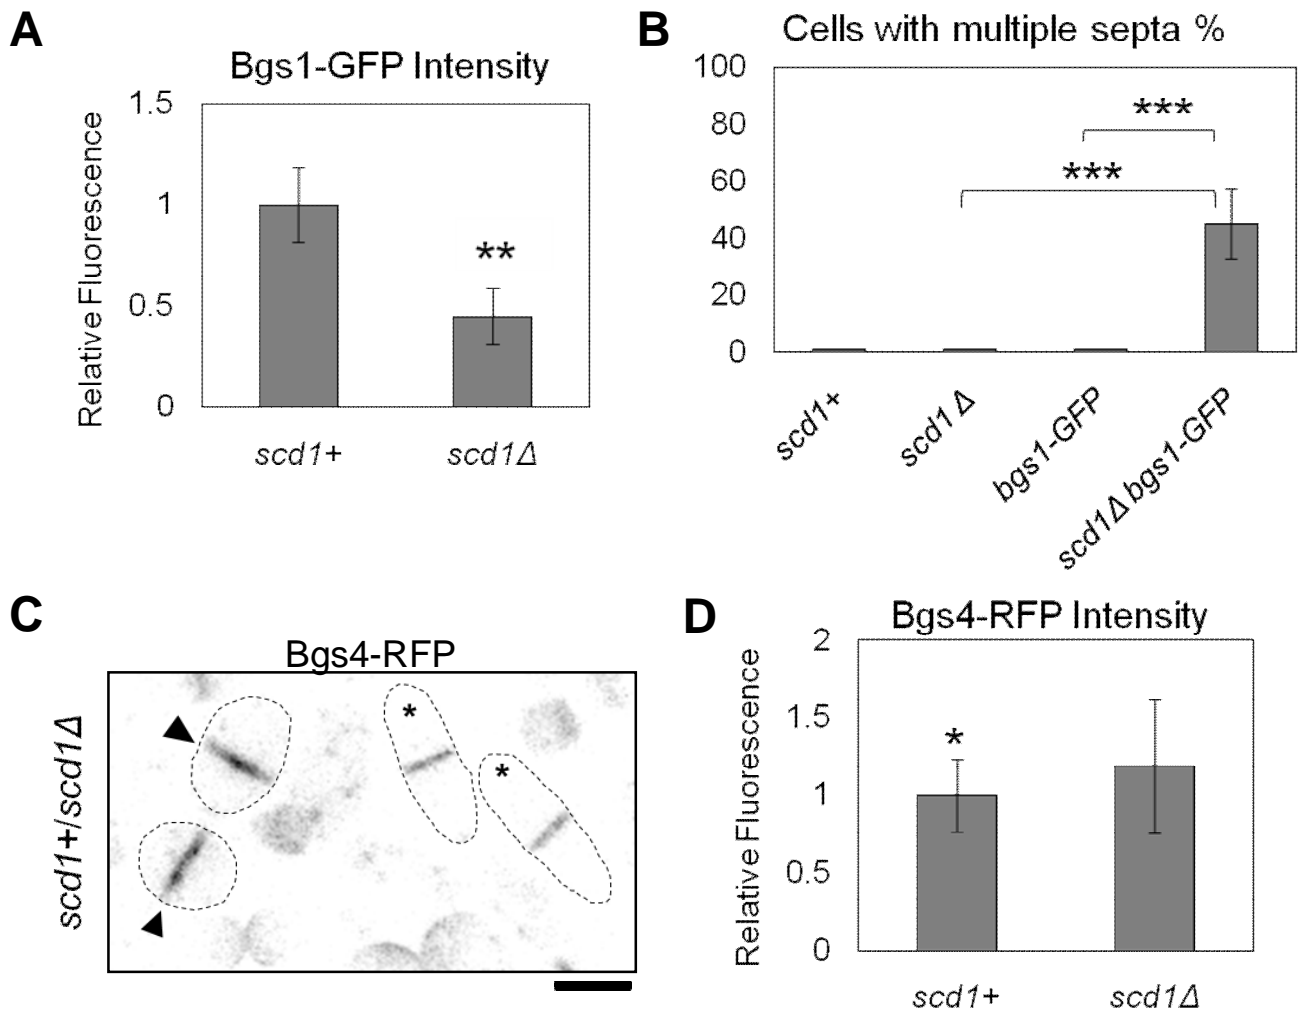 A
Bgs1-GFP Intensity
Relative Fluorescence
1.5
1
0.5
0
**
scd1+
scd1Δ
B
Cells with multiple septa %
100
80
60
40
20
0
***
***
scd1+
scd1Δ
bgs1-GFP
scd1Δ bgs1-GFP
C
Bgs4-RFP
scd1+/scd1Δ
*
*
D
Bgs4-RFP Intensity
Relative Fluorescence
2
1.5
1
0.5
0
*
scd1+
scd1Δ